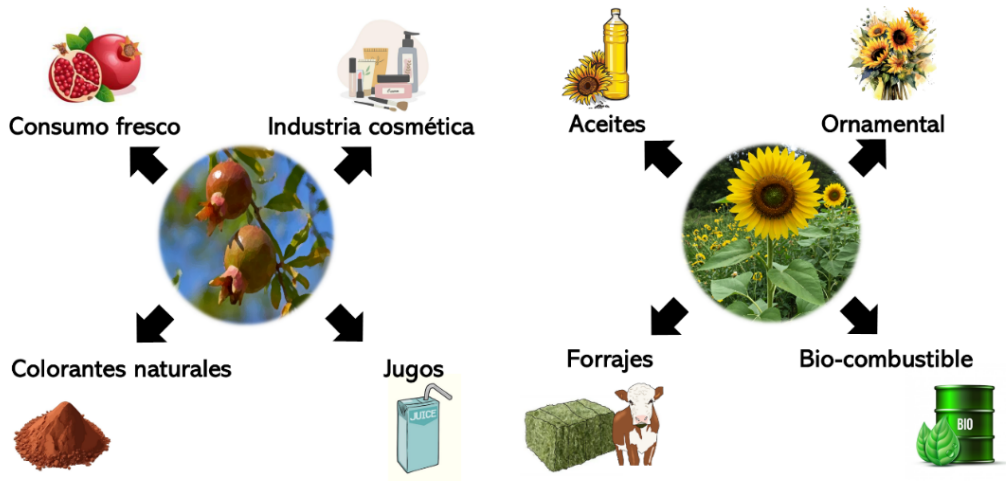 Consumo fresco
Industria cosmética
Aceites
Ornamental
Colorantes naturales
Jugos
JUICE
Forrajes
Bio-combustible
BIO